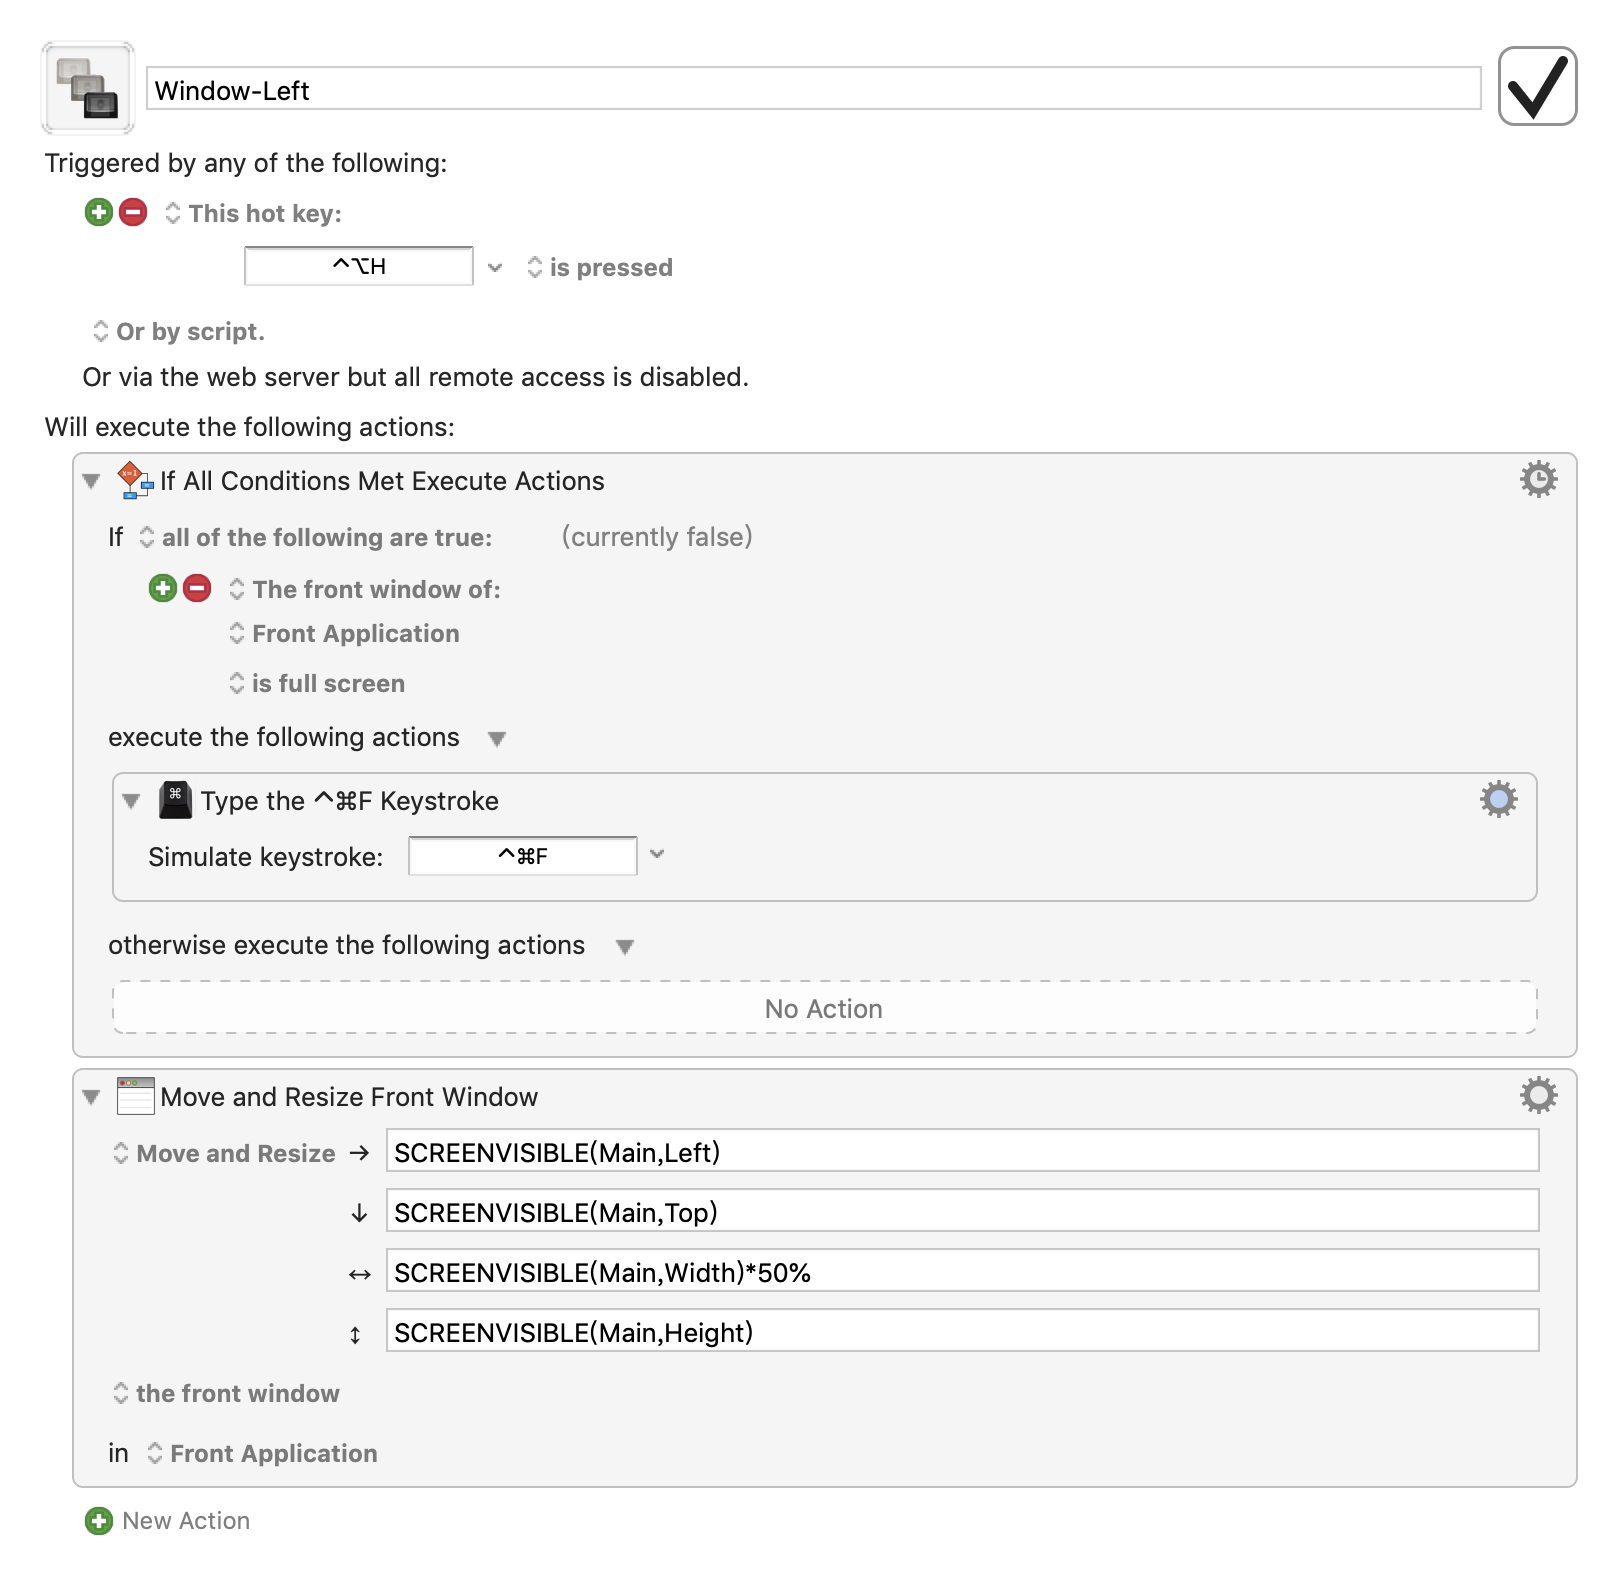 Window-Left
Triggered by any of the following:
This hot key:
^⌥H is pressed
Or by script.
Or via the web server but all remote access is disabled.
Will execute the following actions:
If All Conditions Met Execute Actions
If all of the following are true: (currently false)
The front window of:
Front Application
is full screen
execute the following actions
Type the ^⌘F Keystroke
Simulate keystroke: ^⌘F
otherwise execute the following actions
No Action
Move and Resize Front Window
Move and Resize → SCREENVISIBLE(Main,Left)
↓ SCREENVISIBLE(Main,Top)
↔ SCREENVISIBLE(Main,Width)*50%
↕ SCREENVISIBLE(Main,Height)
the front window
in Front Application
New Action